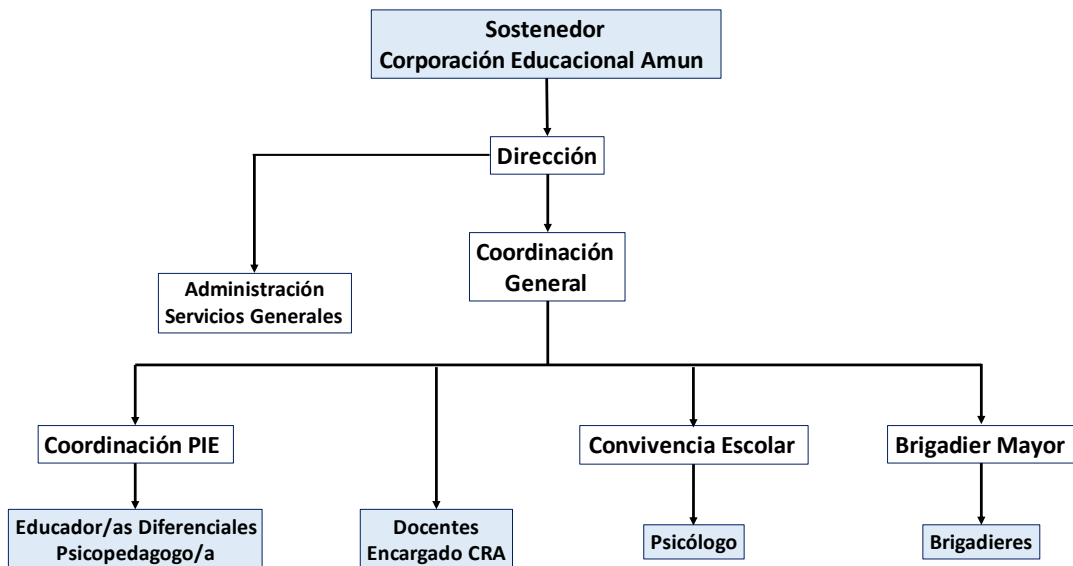 Sostenedor
Corporación Educacional Amun
Dirección
Coordinación
General
Administración
Servicios Generales
Coordinación PIE
Convivencia Escolar
Brigadier Mayor
Educador/as Diferenciales
Psicopedagogo/a
Docentes
Encargado CRA
Psicólogo
Brigadieres